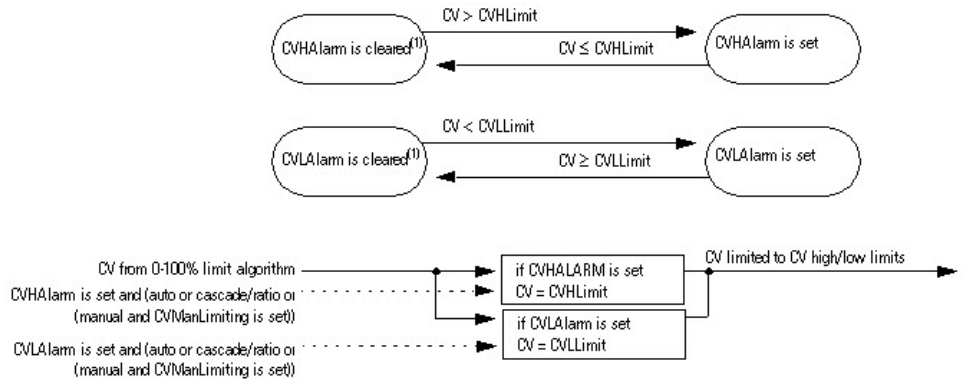 CV > CVHLimit
CVHAlarm is cleared(1)
CV ≤ CVHLimit
CVHAlarm is set
CV < CVLLimit
CVLAlarm is cleared(1)
CV ≥ CVLLimit
CVLAlarm is set
CV from 0-100% limit algorithm
CVHAlarm is set and (auto or cascade/ratio or
(manual and CVManLimiting is set))
CVLAlarm is set and (auto or cascade/ratio or
(manual and CVManLimiting is set))
if CVHALARM is set
CV = CVHLimit
if CVLAlarm is set
CV = CVLLimit
CV limited to CV high/low limits